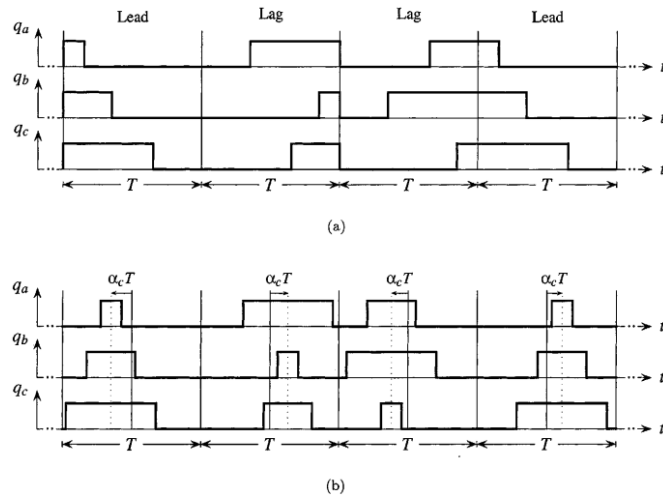 Lead Lag Lag Lead
q_a t
q_b t
q_c t
T T T T
(a)
α_cT α_cT α_cT α_cT
q_a t
q_b t
q_c t
T T T T
(b)